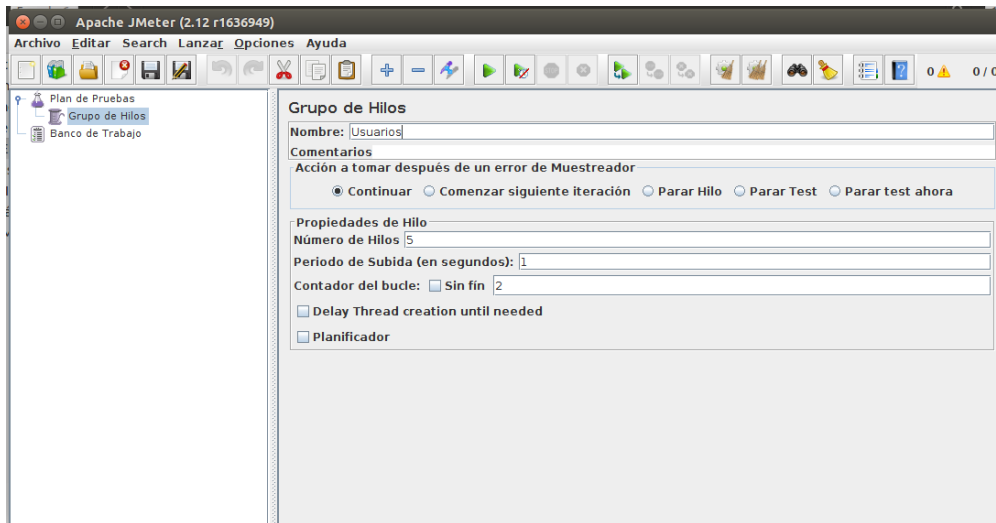 Apache JMeter (2.12 r1636949)
Archivo Editar Search Lanzar Opciones Ayuda
0 0 / 0
Plan de Pruebas
Grupo de Hilos
Banco de Trabajo
Grupo de Hilos
Nombre: Usuarios
Comentarios
Acción a tomar después de un error de Muestreador
Continuar Comenzar siguiente iteración Parar Hilo Parar Test Parar test ahora
Propiedades de Hilo
Número de Hilos 5
Periodo de Subida (en segundos): 1
Contador del bucle: Sin fín 2
Delay Thread creation until needed
Planificador